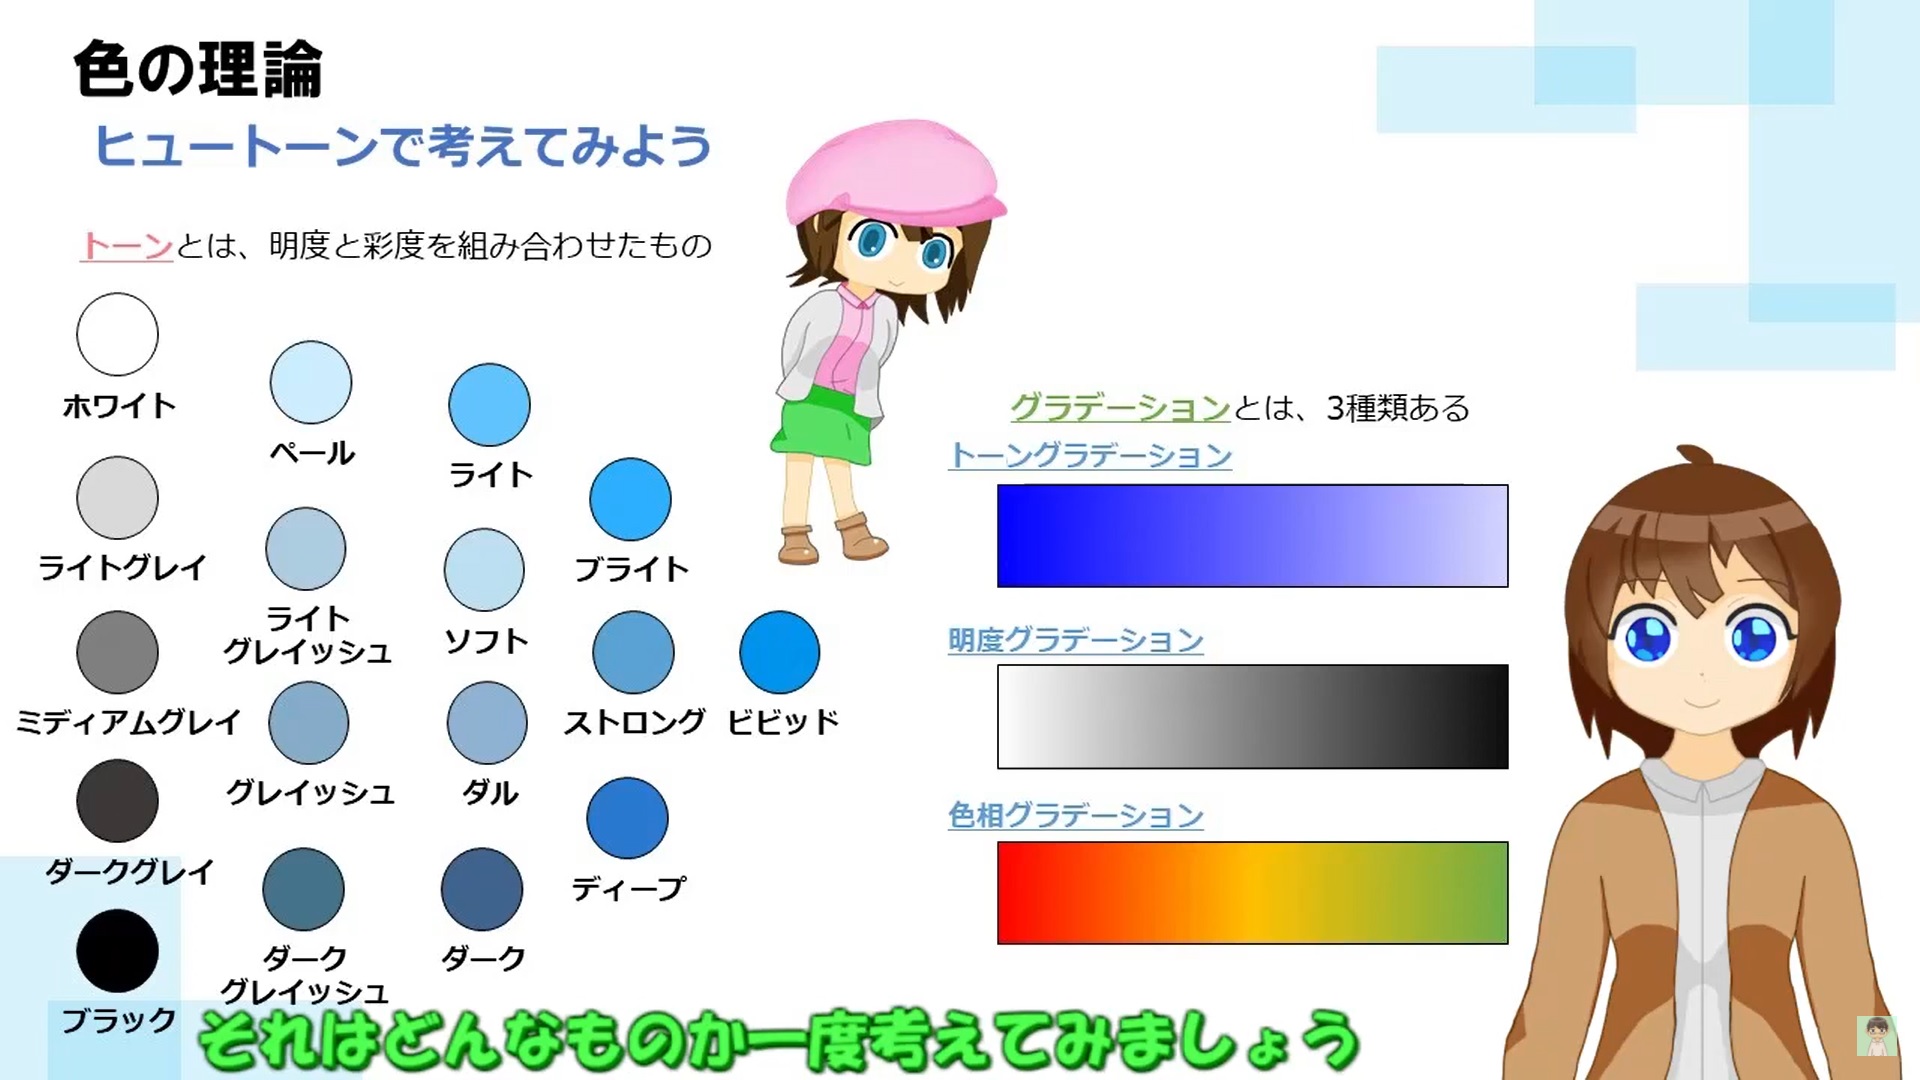 色の理論
ヒュートーンで考えてみよう
トーンとは、明度と彩度を組み合わせたもの
ホワイト
ペール
ライト
ライトグレイ
ライト
グレイッシュ
ソフト
ブライト
ミディアムグレイ
グレイッシュ
ダル
ストロング
ビビッド
ダークグレイ
ダーク
グレイッシュ
ダーク
ディープ
ブラック
グラデーションとは、3種類ある
トーングラデーション
明度グラデーション
色相グラデーション
それはどんなものか一度考えてみましょう